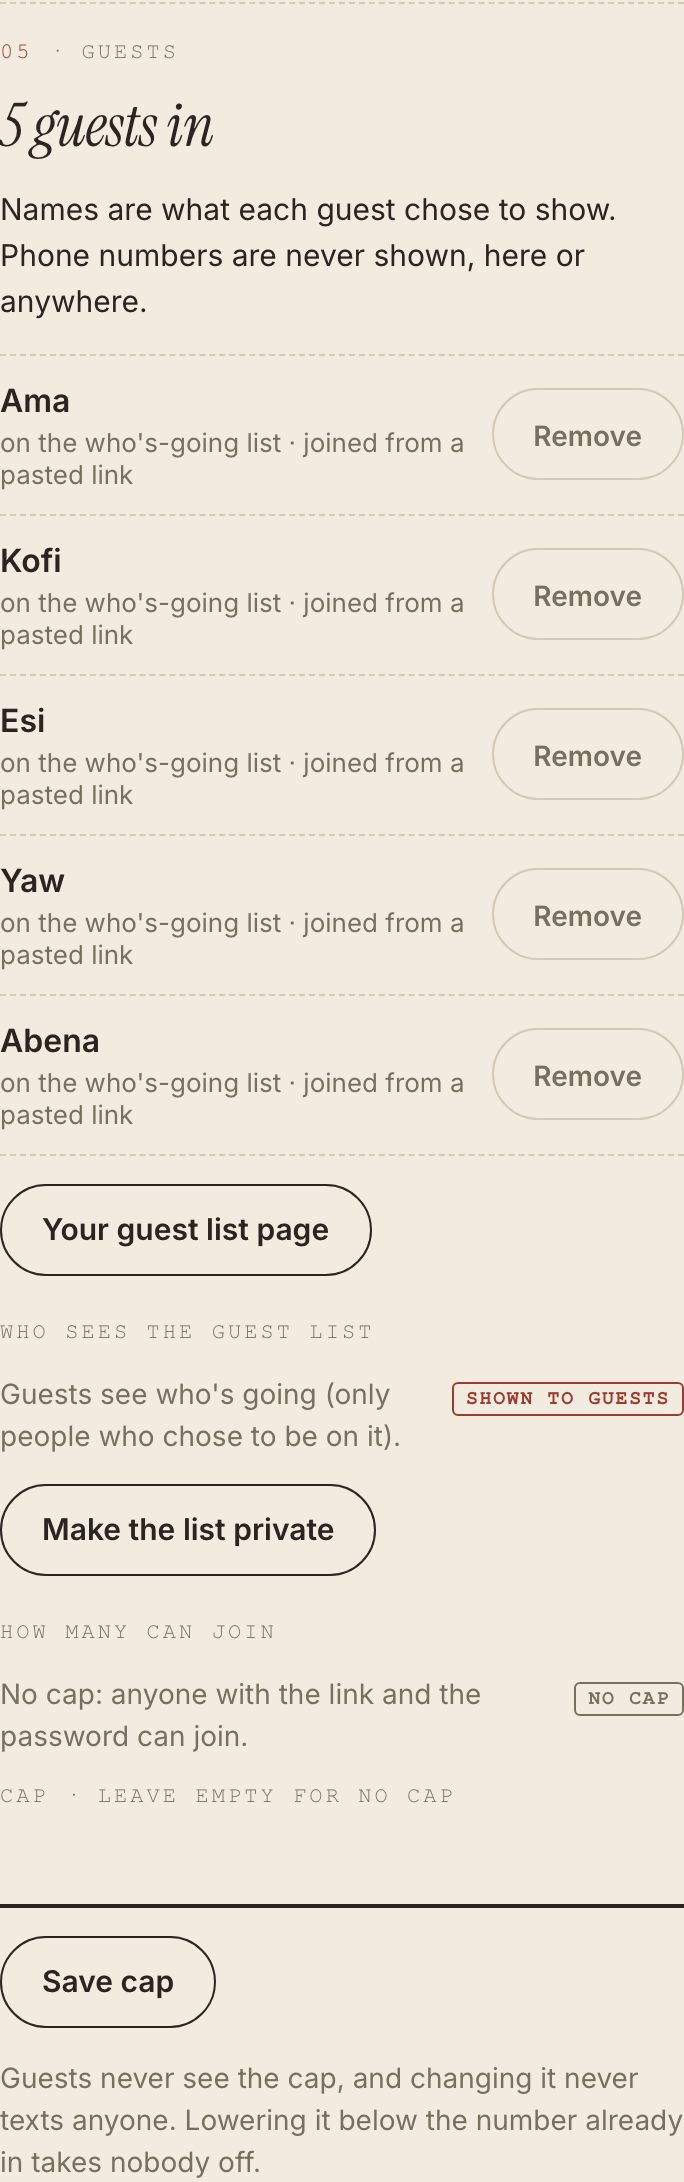 05 · GUESTS
5 guests in
Names are what each guest chose to show.
Phone numbers are never shown, here or
anywhere.
Ama
on the who's-going list · joined from a
pasted link
Remove
Kofi
on the who's-going list · joined from a
pasted link
Remove
Esi
on the who's-going list · joined from a
pasted link
Remove
Yaw
on the who's-going list · joined from a
pasted link
Remove
Abena
on the who's-going list · joined from a
pasted link
Remove
Your guest list page
WHO SEES THE GUEST LIST
Guests see who's going (only
people who chose to be on it).
SHOWN TO GUESTS
Make the list private
HOW MANY CAN JOIN
No cap: anyone with the link and the
password can join.
NO CAP
CAP · LEAVE EMPTY FOR NO CAP
Save cap
Guests never see the cap, and changing it never
texts anyone. Lowering it below the number already
in takes nobody off.